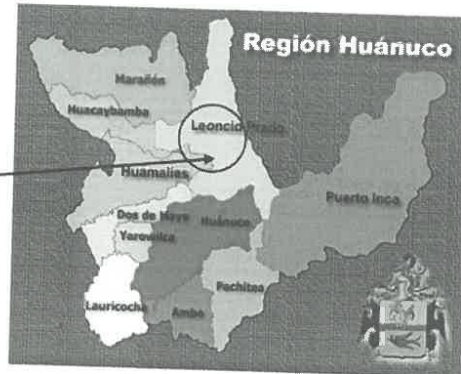 Región Huánuco
Marañón
Huacaybamba
Leoncio Prado
Huamalíes
Puerto Inca
Dos de Mayo
Huánuco
Yarowilca
Pachitea
Lauricocha
Ambo